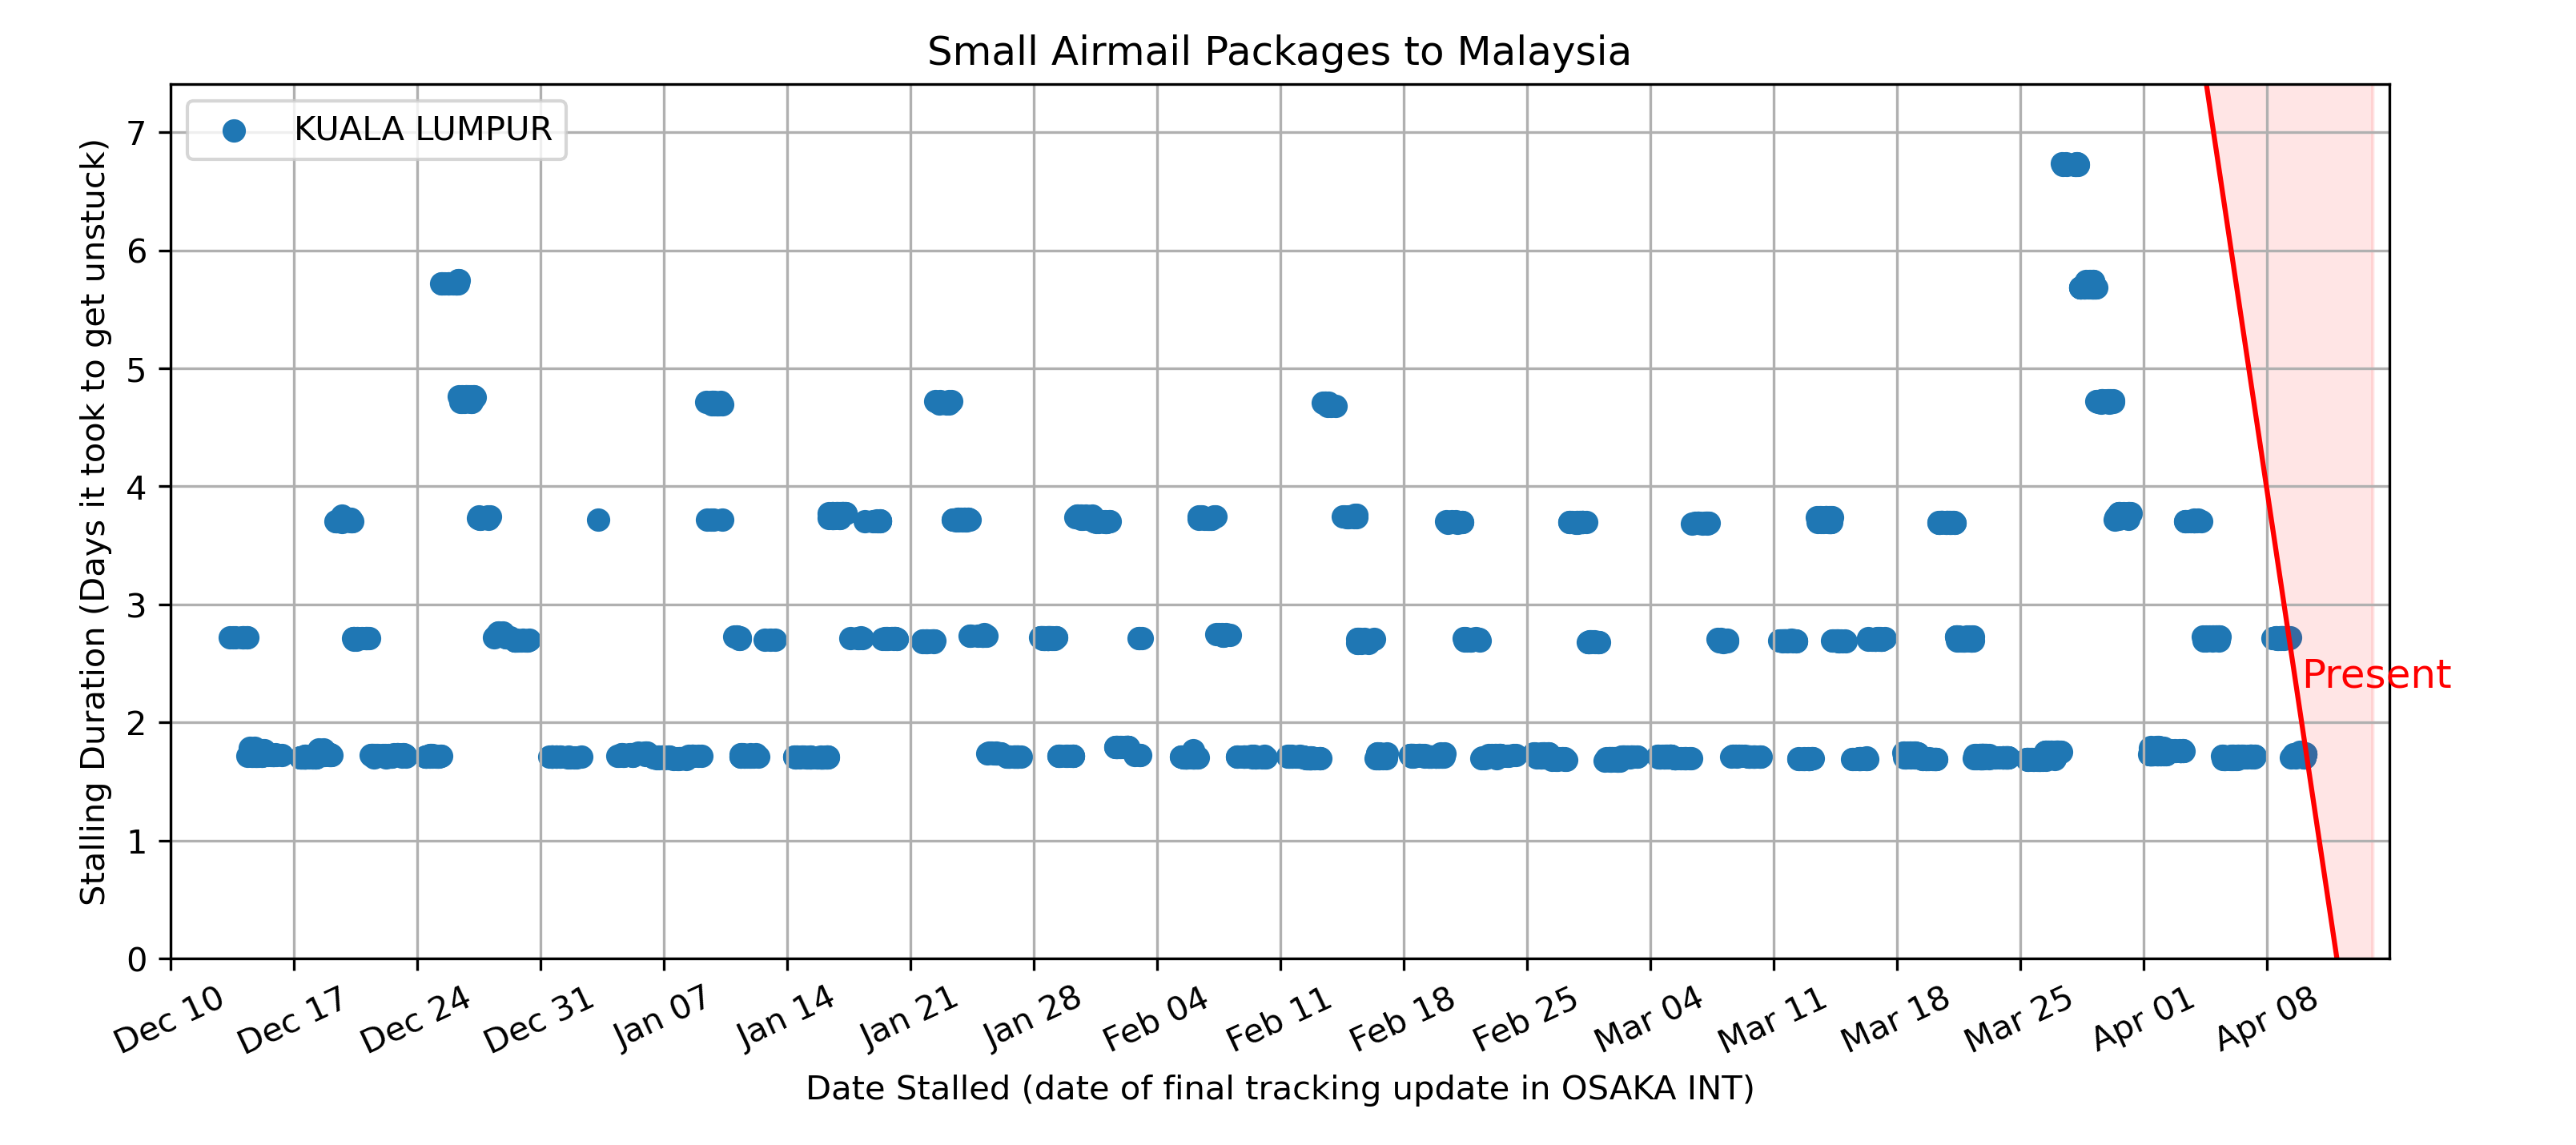 Small Airmail Packages to Malaysia
KUALA LUMPUR
Stalling Duration (Days it took to get unstuck)
7
6
5
4
3
2
1
0
Present
Dec 10
Dec 17
Dec 24
Dec 31
Jan 07
Jan 14
Jan 21
Jan 28
Feb 04
Feb 11
Feb 18
Feb 25
Mar 04
Mar 11
Mar 18
Mar 25
Apr 01
Apr 08
Date Stalled (date of final tracking update in OSAKA INT)